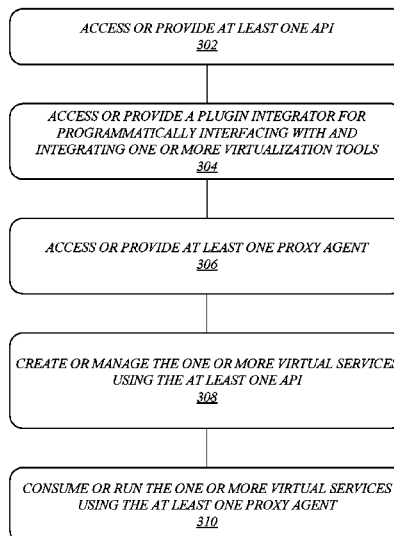 ACCESS OR PROVIDE AT LEAST ONE API
302
ACCESS OR PROVIDE A PLUGIN INTEGRATOR FOR
PROGRAMMATICALLY INTERFACING WITH AND
INTEGRATING ONE OR MORE VIRTUALIZATION TOOLS
304
ACCESS OR PROVIDE AT LEAST ONE PROXY AGENT
306
CREATE OR MANAGE THE ONE OR MORE VIRTUAL SERVICES
USING THE AT LEAST ONE API
308
CONSUME OR RUN THE ONE OR MORE VIRTUAL SERVICES
USING THE AT LEAST ONE PROXY AGENT
310